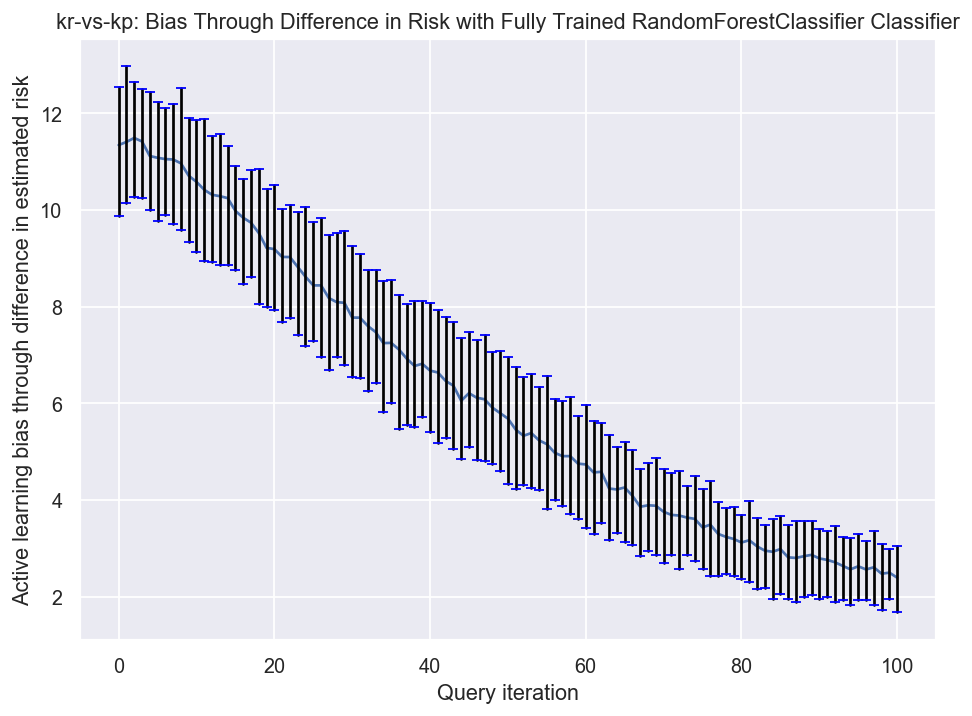 kr-vs-kp: Bias Through Difference in Risk with Fully Trained RandomForestClassifier Classifier
Active learning bias through difference in estimated risk
12
10
8
6
4
2
0 20 40 60 80 100
Query iteration